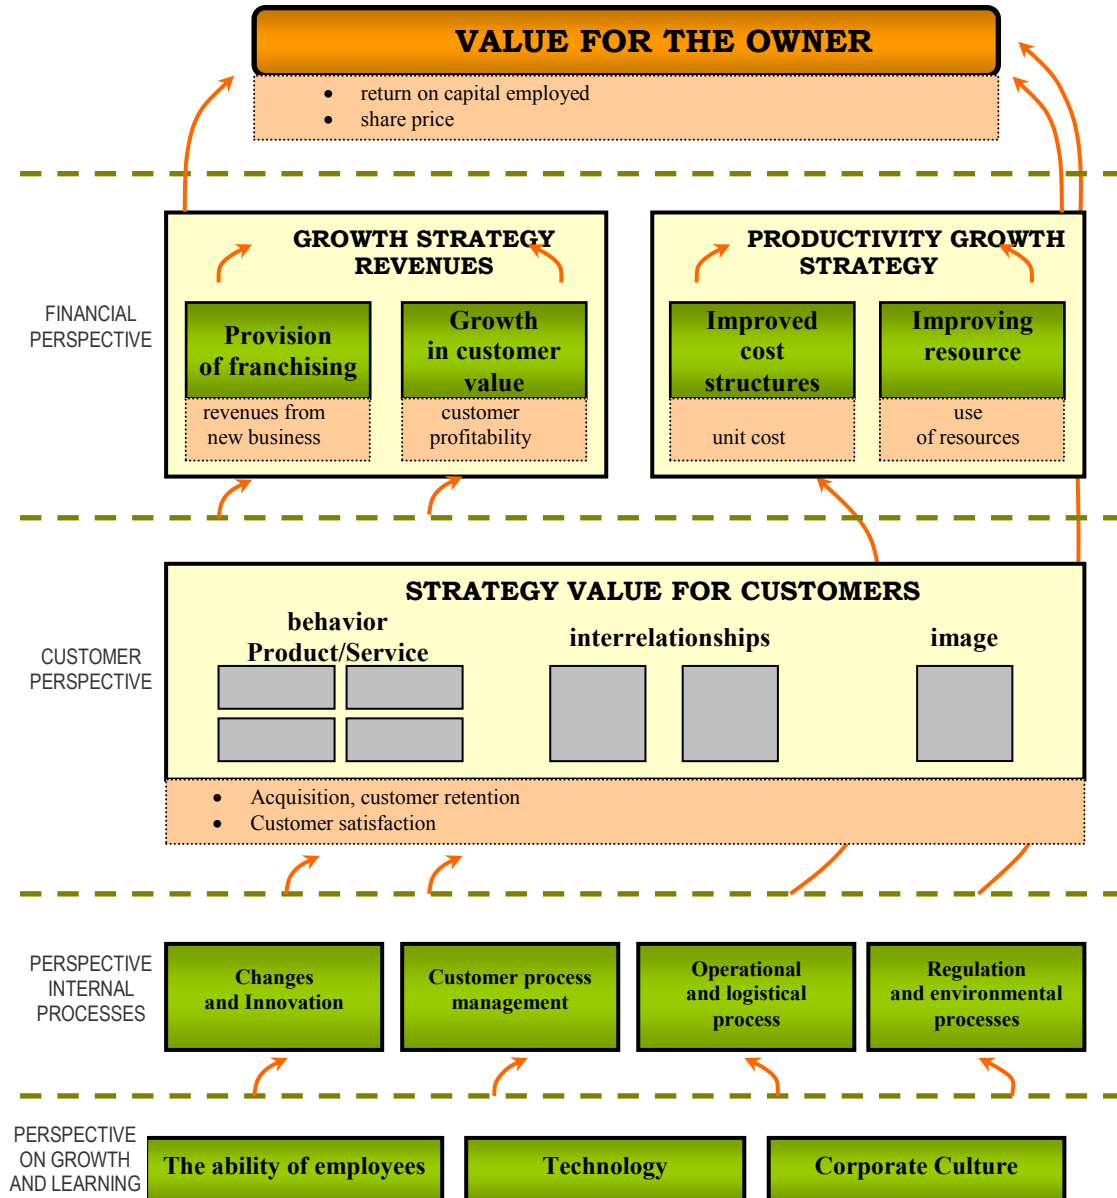 VALUE FOR THE OWNER
• return on capital employed
• share price
FINANCIAL
PERSPECTIVE
GROWTH STRATEGY
REVENUES
Provision
of franchising
revenues from
new business
Growth
in customer
value
customer
profitability
PRODUCTIVITY GROWTH
STRATEGY
Improved
cost
structures
unit cost
Improving
resource
use
of resources
CUSTOMER
PERSPECTIVE
STRATEGY VALUE FOR CUSTOMERS
behavior
Product/Service
interrelationships
image
• Acquisition, customer retention
• Customer satisfaction
PERSPECTIVE
INTERNAL
PROCESSES
Changes
and Innovation
Customer process
management
Operational
and logistical
process
Regulation
and environmental
processes
PERSPECTIVE
ON GROWTH
AND LEARNING
The ability of employees
Technology
Corporate Culture